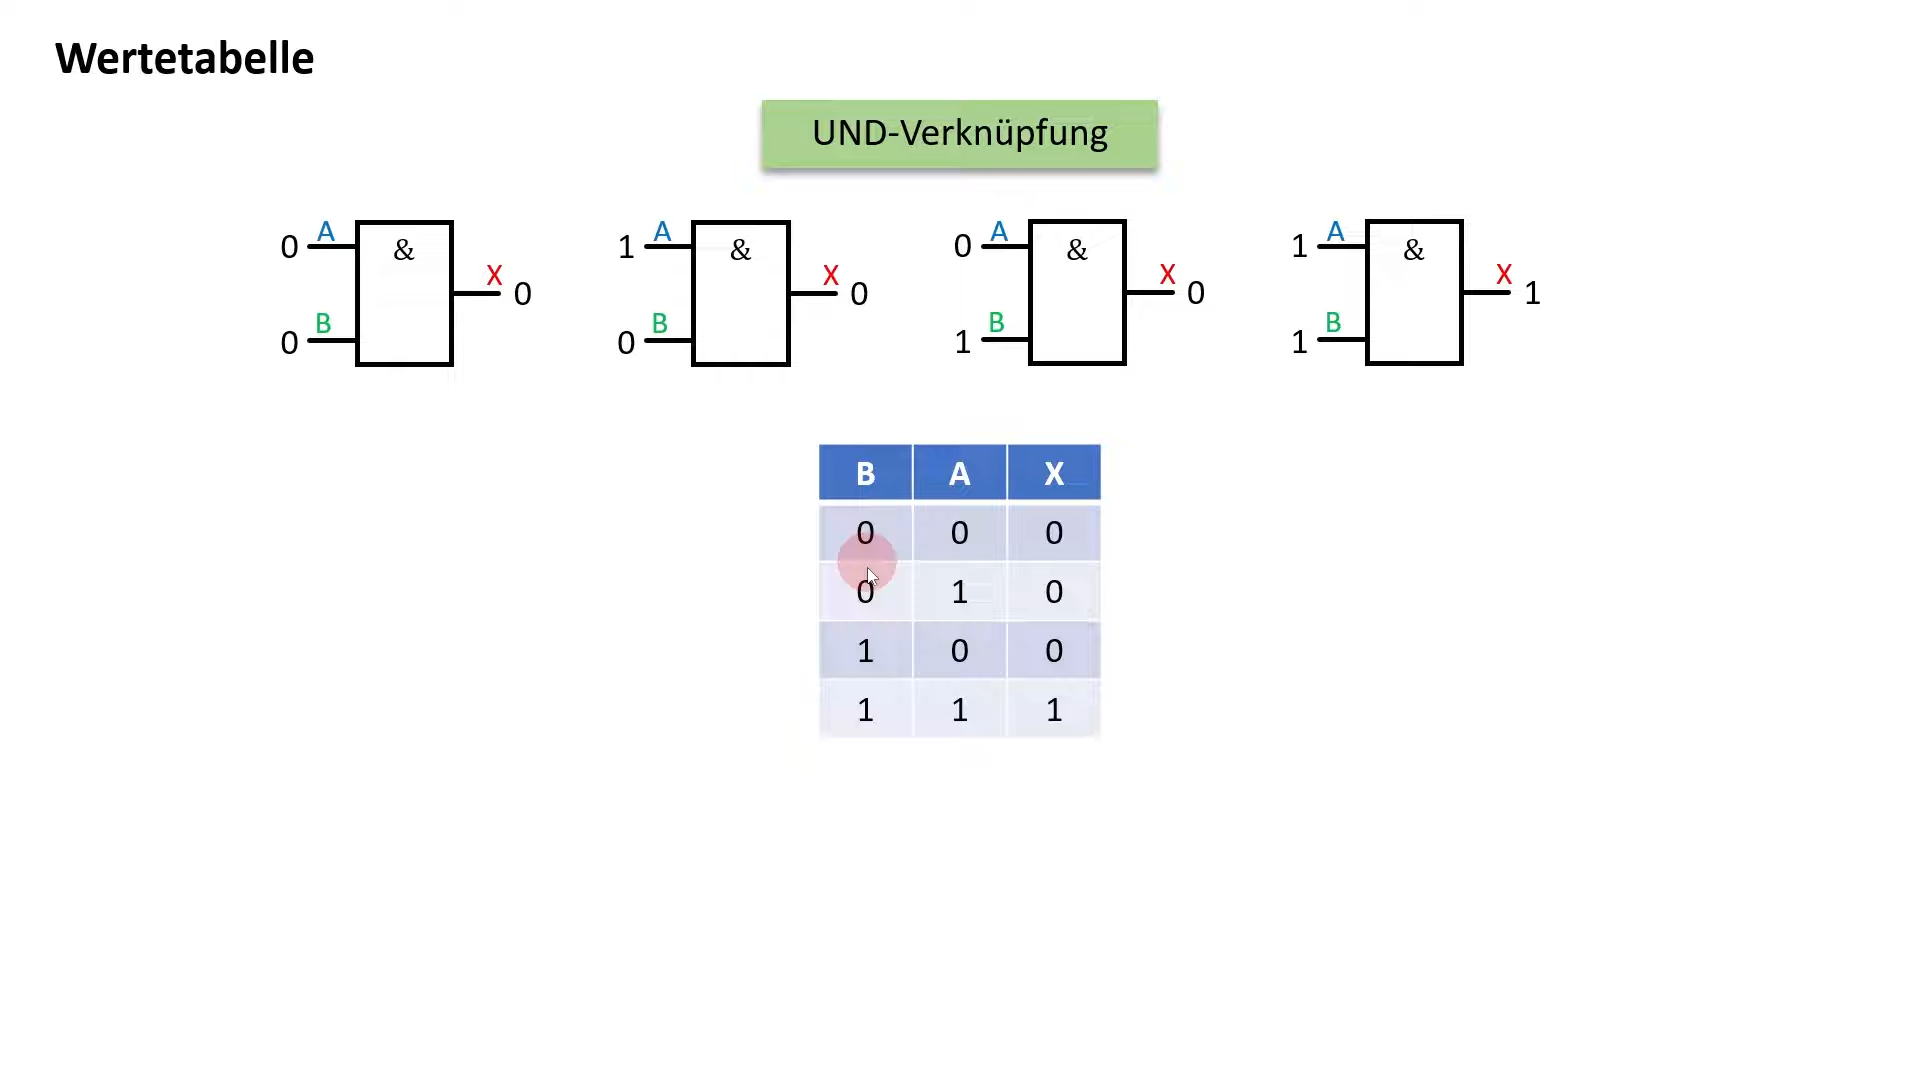 Wertetabelle
UND-Verknüpfung
0 A & X 0
0 B
1 A & X 0
0 B
0 A & X 0
1 B
1 A & X 1
1 B
B A X
0 0 0
0 1 0
1 0 0
1 1 1